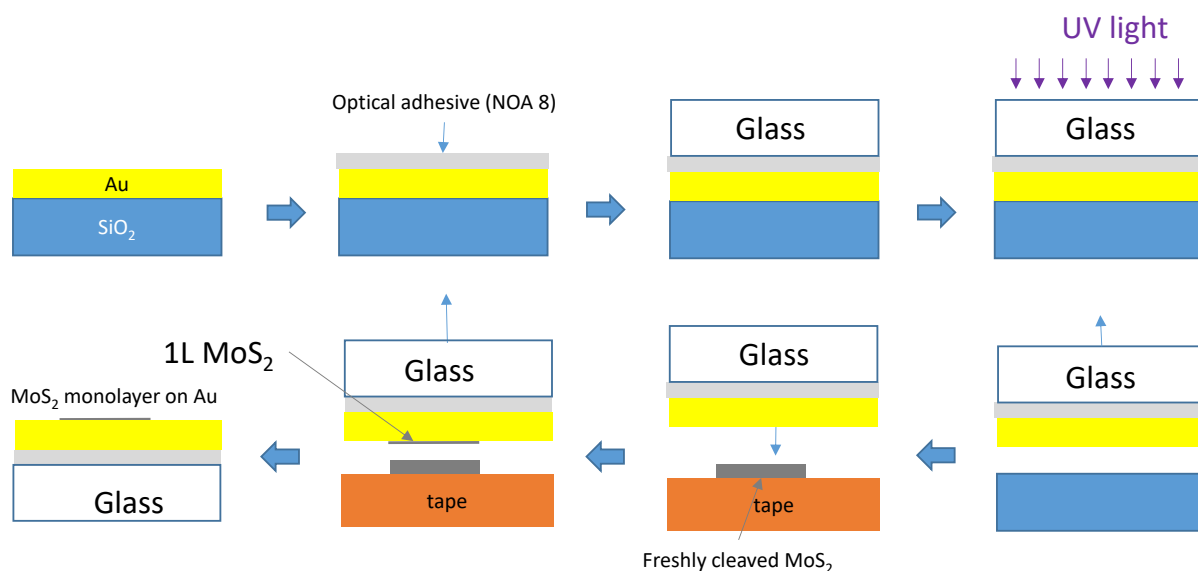 UV light
Optical adhesive (NOA 8)
Glass
Glass
Au
SiO₂
1L MoS₂
Glass
Glass
Glass
MoS₂ monolayer on Au
Glass
tape
tape
Freshly cleaved MoS₂